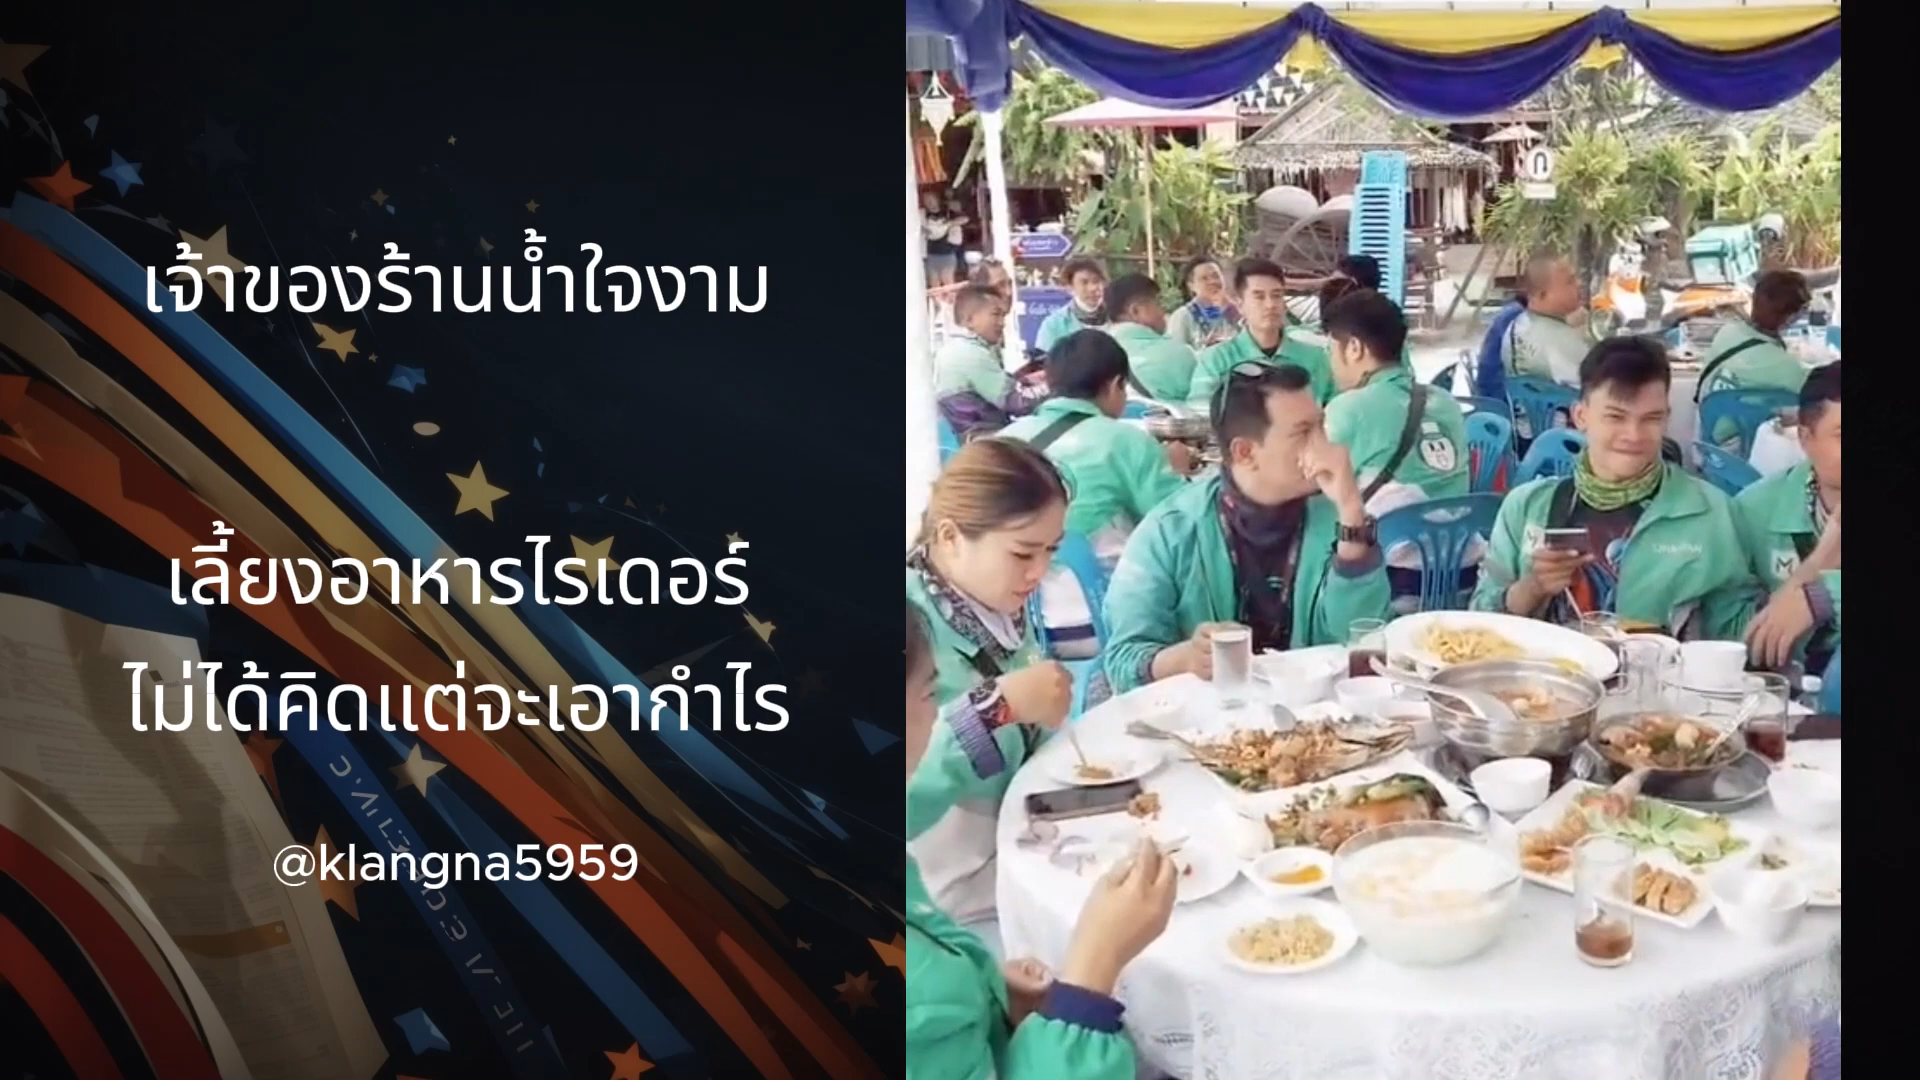 เจ้าของร้านน้ำใจงาม
เลี้ยงอาหารไรเดอร์
ไม่ได้คิดแต่จะเอากำไร
@klangna5959